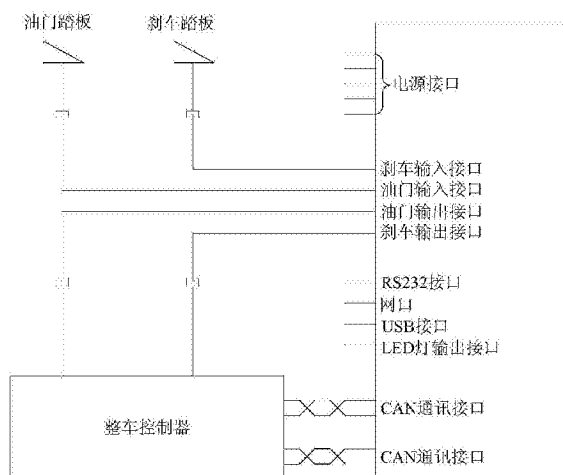 油门踏板
刹车踏板
电源接口
刹车输入接口
油门输入接口
油门输出接口
刹车输出接口
RS232接口
网口
USB接口
LED灯输出接口
CAN通讯接口
整车控制器
CAN通讯接口